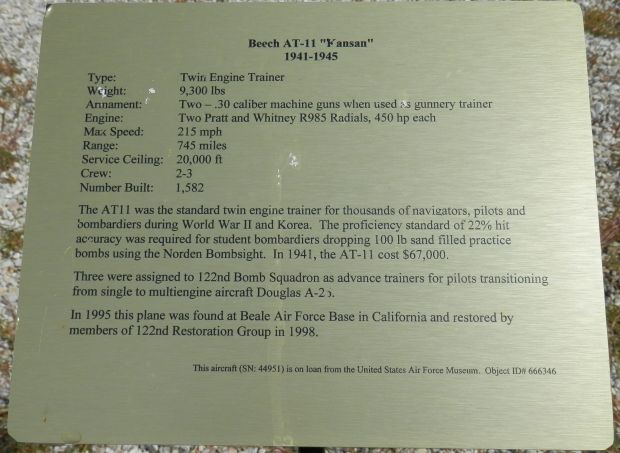 Beech AT-11 "Kansan"
1941-1945
Type: Twin Engine Trainer
Weight: 9,300 lbs
Armament: Two – .30 caliber machine guns when used as gunnery trainer
Engine: Two Pratt and Whitney R985 Radials, 450 hp each
Max Speed: 215 mph
Range: 745 miles
Service Ceiling: 20,000 ft
Crew: 2-3
Number Built: 1,582
The AT11 was the standard twin engine trainer for thousands of navigators, pilots and
bombardiers during World War II and Korea. The proficiency standard of 22% hit
accuracy was required for student bombardiers dropping 100 lb sand filled practice
bombs using the Norden Bombsight. In 1941, the AT-11 cost $67,000.
Three were assigned to 122nd Bomb Squadron as advance trainers for pilots transitioning
from single to multiengine aircraft Douglas
In 1995 this plane was found at Beale Air Force Base in California and restored by
members of 122nd Restoration Group in 1998.
This aircraft (SN: 44951) is on loan from the United States Air Force Museum. Object ID# 666346